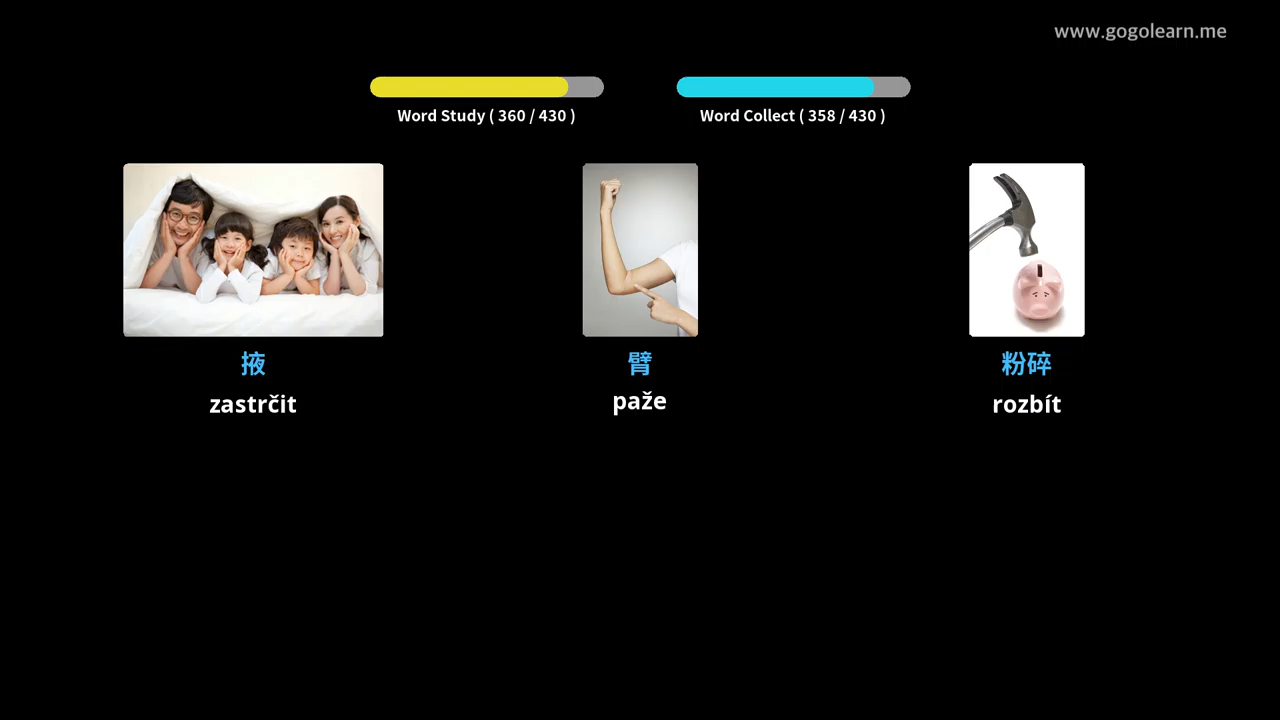 www.gogolearn.me
Word Study ( 360 / 430 )
Word Collect ( 358 / 430 )
掖
臂
粉碎
zastrčit
paže
rozbít